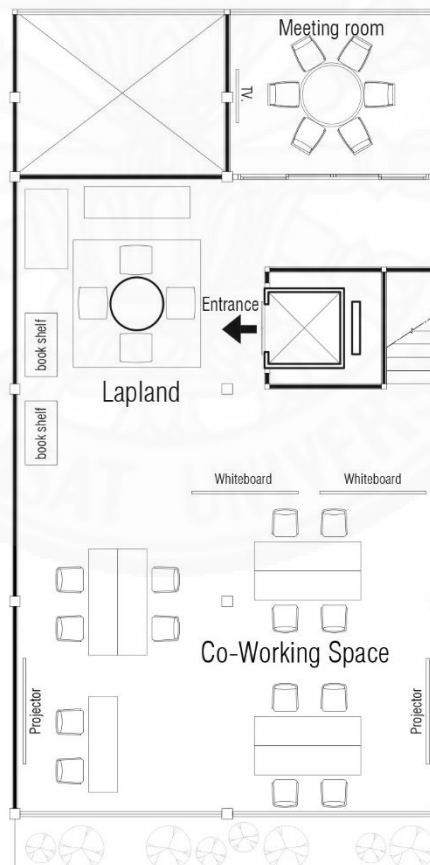 Meeting room
TV.
Entrance
book shelf
Lapland
book shelf
Whiteboard
Whiteboard
Co-Working Space
Projector
Projector